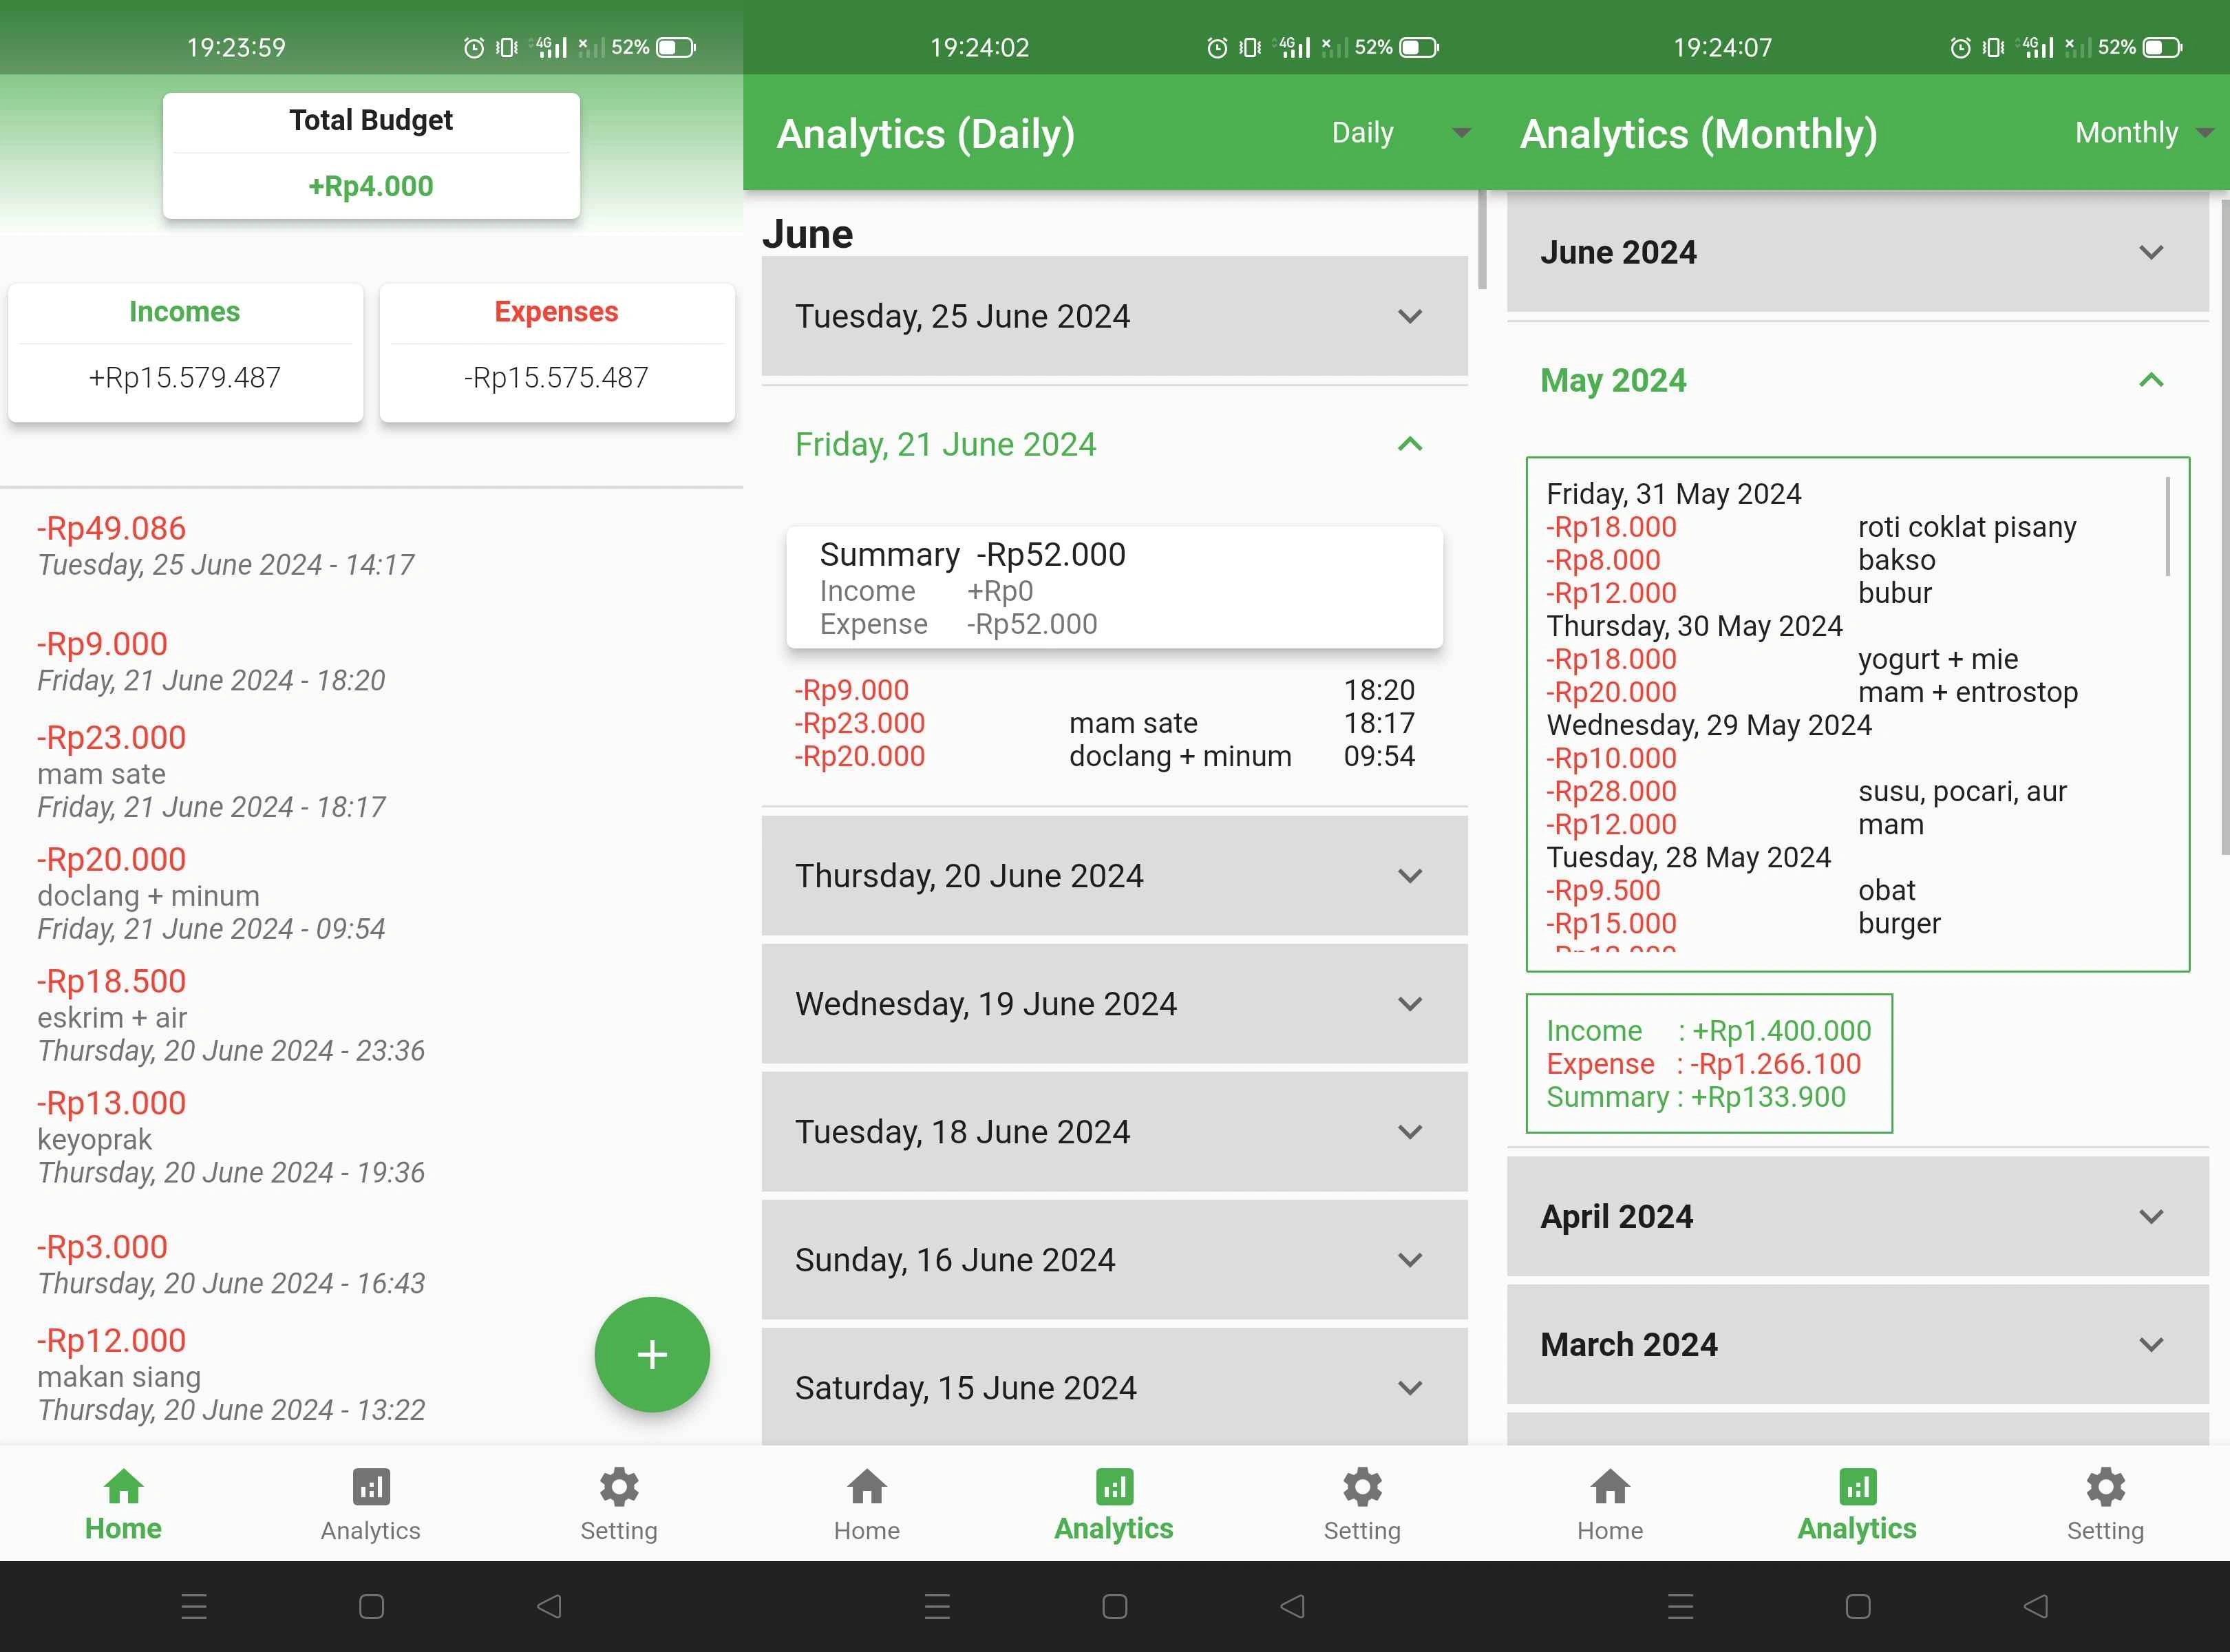 19:23:59 4G 52%
Total Budget
+Rp4.000
Incomes
+Rp15.579.487
Expenses
-Rp15.575.487
-Rp49.086
Tuesday, 25 June 2024 - 14:17
-Rp9.000
Friday, 21 June 2024 - 18:20
-Rp23.000
mam sate
Friday, 21 June 2024 - 18:17
-Rp20.000
doclang + minum
Friday, 21 June 2024 - 09:54
-Rp18.500
eskrim + air
Thursday, 20 June 2024 - 23:36
-Rp13.000
keyoprak
Thursday, 20 June 2024 - 19:36
-Rp3.000
Thursday, 20 June 2024 - 16:43
-Rp12.000
makan siang
Thursday, 20 June 2024 - 13:22
Home Analytics Setting
19:24:02 4G 52%
Analytics (Daily) Daily
June
Tuesday, 25 June 2024
Friday, 21 June 2024
Summary -Rp52.000
Income +Rp0
Expense -Rp52.000
-Rp9.000 18:20
-Rp23.000 mam sate 18:17
-Rp20.000 doclang + minum 09:54
Thursday, 20 June 2024
Wednesday, 19 June 2024
Tuesday, 18 June 2024
Sunday, 16 June 2024
Saturday, 15 June 2024
Home Analytics Setting
19:24:07 4G 52%
Analytics (Monthly) Monthly
June 2024
May 2024
Friday, 31 May 2024
-Rp18.000 roti coklat pisany
-Rp8.000 bakso
-Rp12.000 bubur
Thursday, 30 May 2024
-Rp18.000 yogurt + mie
-Rp20.000 mam + entrostop
Wednesday, 29 May 2024
-Rp10.000
-Rp28.000 susu, pocari, aur
-Rp12.000 mam
Tuesday, 28 May 2024
-Rp9.500 obat
-Rp15.000 burger
Income : +Rp1.400.000
Expense : -Rp1.266.100
Summary : +Rp133.900
April 2024
March 2024
Home Analytics Setting